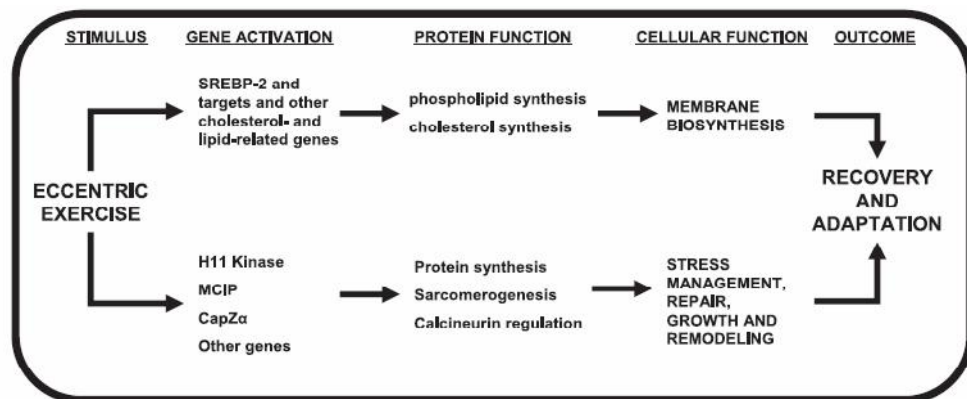 STIMULUS GENE ACTIVATION PROTEIN FUNCTION CELLULAR FUNCTION OUTCOME
SREBP-2 and
targets and other
cholesterol- and
lipid-related genes
phospholipid synthesis
cholesterol synthesis
MEMBRANE
BIOSYNTHESIS
ECCENTRIC
EXERCISE
RECOVERY
AND
ADAPTATION
H11 Kinase
MCIP
CapZα
Other genes
Protein synthesis
Sarcomerogenesis
Calcineurin regulation
STRESS
MANAGEMENT,
REPAIR,
GROWTH AND
REMODELING